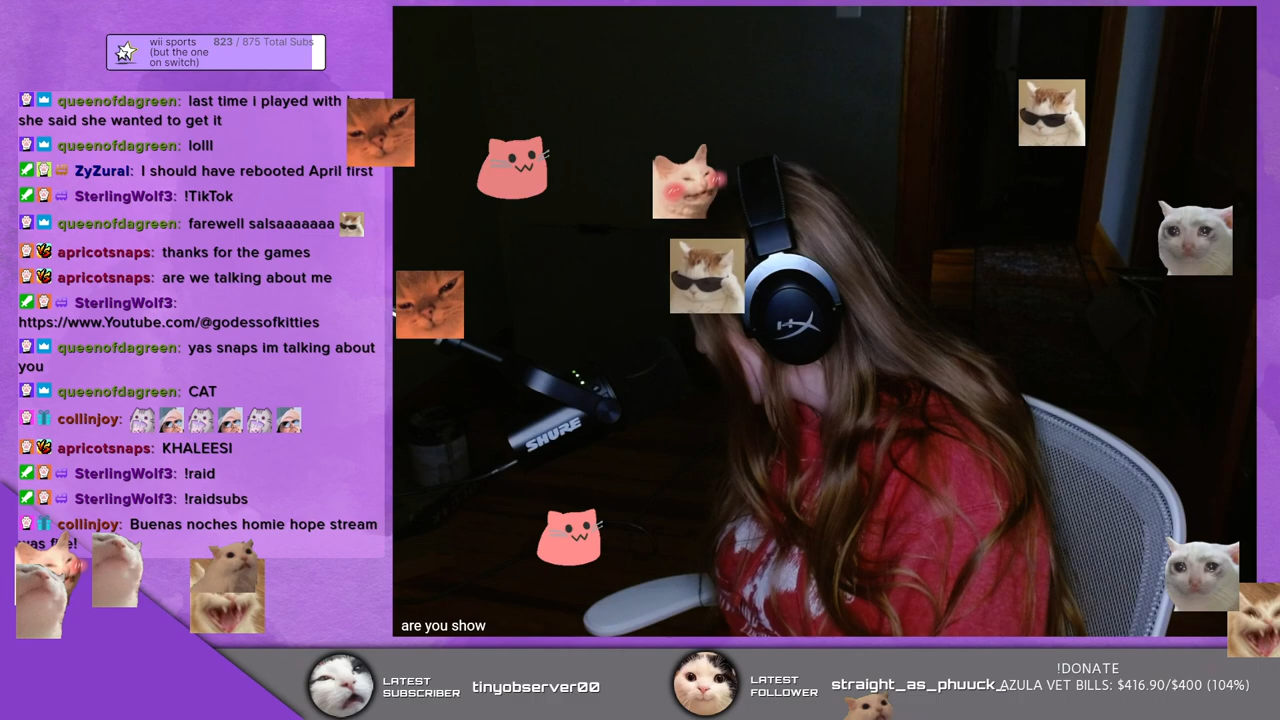 wii sports
(but the one
on switch)
823 / 875 Total Subs
queenofdagreen: last time i played with
she said she wanted to get it
queenofdagreen: lolll
ZyZural: I should have rebooted April first
SterlingWolf3: !TikTok
queenofdagreen: farewell salsaaaaaaa
apricotsnaps: thanks for the games
apricotsnaps: are we talking about me
SterlingWolf3:
https://www.Youtube.com/@godessofkitties
queenofdagreen: yas snaps im talking about
you
queenofdagreen: CAT
collinjoy:
apricotsnaps: KHALEESI
SterlingWolf3: !raid
SterlingWolf3: !raidsubs
collinjoy: Buenas noches homie hope stream
SHURE
HX
are you show
LATEST
SUBSCRIBER
tinyobserver00
LATEST
FOLLOWER
straight_as_phuuck_
!DONATE
AZULA VET BILLS: $416.90/$400 (104%)